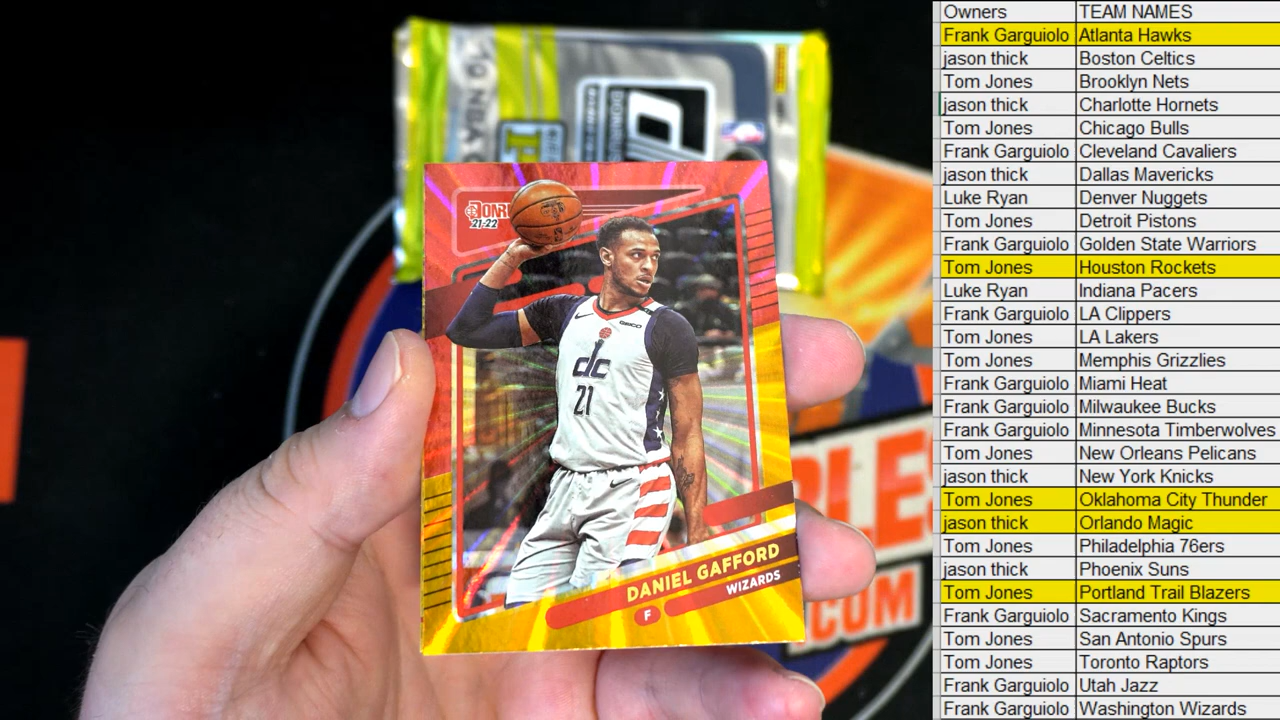 DONR
21-22
GEICO
dc
21
DANIEL GAFFORD
WIZARDS
F
PLE
.COM
Owners TEAM NAMES
Frank Garguiolo Atlanta Hawks
jason thick Boston Celtics
Tom Jones Brooklyn Nets
jason thick Charlotte Hornets
Tom Jones Chicago Bulls
Frank Garguiolo Cleveland Cavaliers
jason thick Dallas Mavericks
Luke Ryan Denver Nuggets
Tom Jones Detroit Pistons
Frank Garguiolo Golden State Warriors
Tom Jones Houston Rockets
Luke Ryan Indiana Pacers
Frank Garguiolo LA Clippers
Tom Jones LA Lakers
Tom Jones Memphis Grizzlies
Frank Garguiolo Miami Heat
Frank Garguiolo Milwaukee Bucks
Frank Garguiolo Minnesota Timberwolves
Tom Jones New Orleans Pelicans
jason thick New York Knicks
Tom Jones Oklahoma City Thunder
jason thick Orlando Magic
Tom Jones Philadelphia 76ers
jason thick Phoenix Suns
Tom Jones Portland Trail Blazers
Frank Garguiolo Sacramento Kings
Tom Jones San Antonio Spurs
Tom Jones Toronto Raptors
Frank Garguiolo Utah Jazz
Frank Garguiolo Washington Wizards